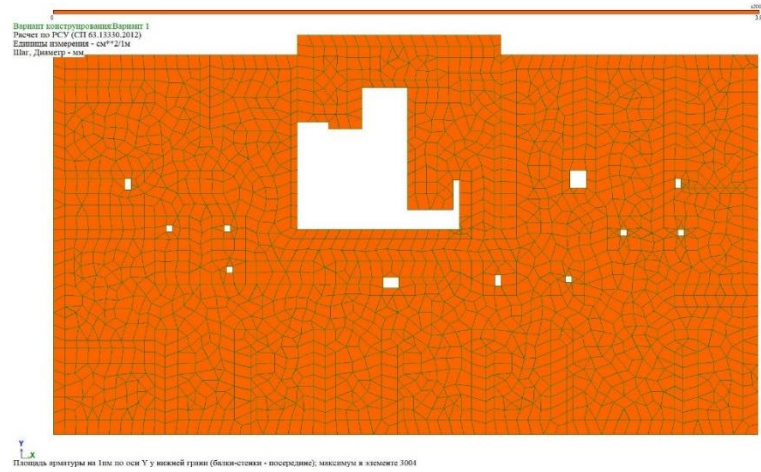 0
Вариант конструирования:Вариант 1
Расчет по РСУ (СП 63.13330.2012)
Единицы измерения - см**2/1м
Шаг, Диаметр - мм
Y
X
Площадь арматуры на 1пм по оси Y у нижней грани (балки-стенки - посередине); максимум в элементе 3004